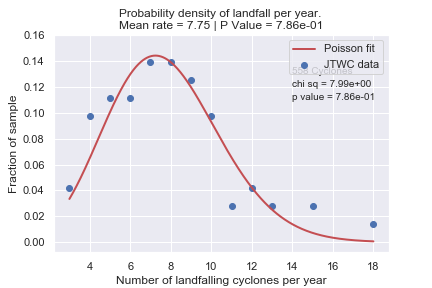 Probability density of landfall per year.
Mean rate = 7.75 | P Value = 7.86e-01
Poisson fit
JTWC data
558 Cyclones
chi sq = 7.99e+00
p value = 7.86e-01
Fraction of sample
0.16
0.14
0.12
0.10
0.08
0.06
0.04
0.02
0.00
4
6
8
10
12
14
16
18
Number of landfalling cyclones per year